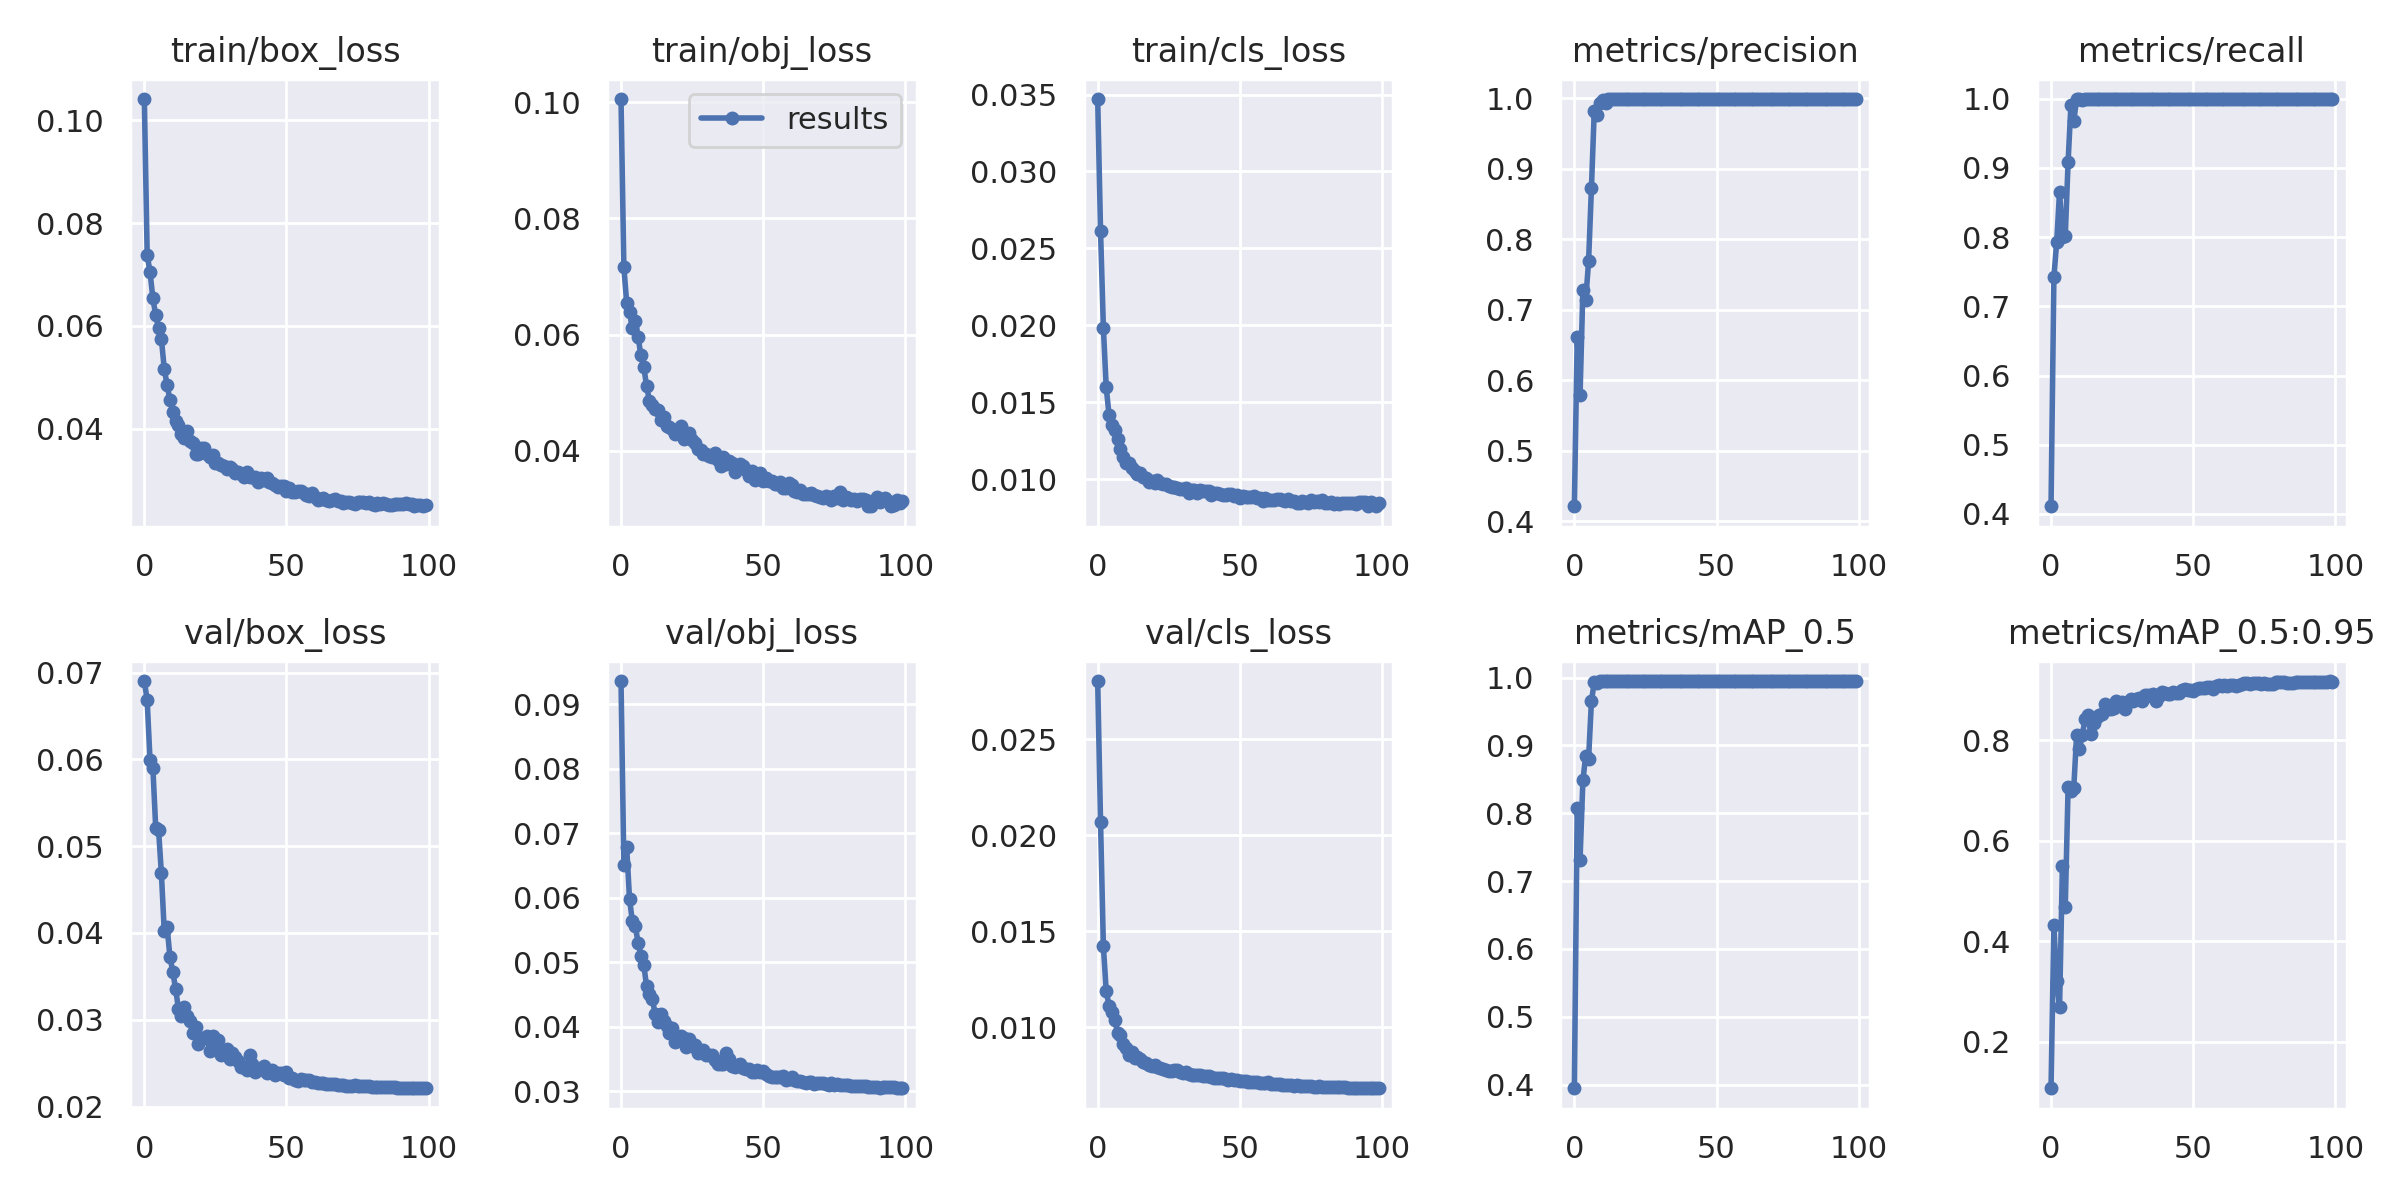 train/box_loss
0.10
0.08
0.06
0.04
0 50 100
train/obj_loss
results
0.10
0.08
0.06
0.04
0 50 100
train/cls_loss
0.035
0.030
0.025
0.020
0.015
0.010
0 50 100
metrics/precision
1.0
0.9
0.8
0.7
0.6
0.5
0.4
0 50 100
metrics/recall
1.0
0.9
0.8
0.7
0.6
0.5
0.4
0 50 100
val/box_loss
0.07
0.06
0.05
0.04
0.03
0.02
0 50 100
val/obj_loss
0.09
0.08
0.07
0.06
0.05
0.04
0.03
0 50 100
val/cls_loss
0.025
0.020
0.015
0.010
0 50 100
metrics/mAP_0.5
1.0
0.9
0.8
0.7
0.6
0.5
0.4
0 50 100
metrics/mAP_0.5:0.95
0.8
0.6
0.4
0.2
0 50 100